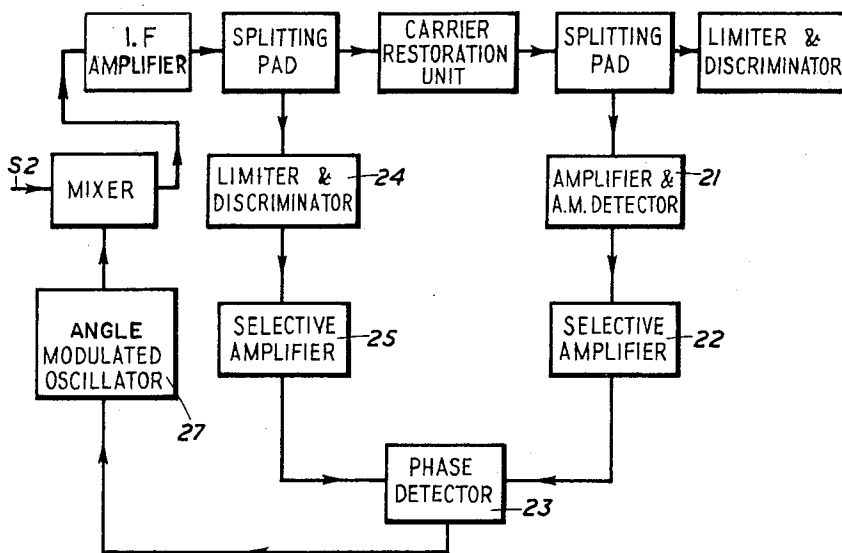 I.F
AMPLIFIER
SPLITTING
PAD
CARRIER
RESTORATION
UNIT
SPLITTING
PAD
LIMITER &
DISCRIMINATOR
S2
MIXER
LIMITER &
DISCRIMINATOR
24
AMPLIFIER &
A.M. DETECTOR
21
ANGLE
MODULATED
OSCILLATOR
27
SELECTIVE
AMPLIFIER
25
SELECTIVE
AMPLIFIER
22
PHASE
DETECTOR
23